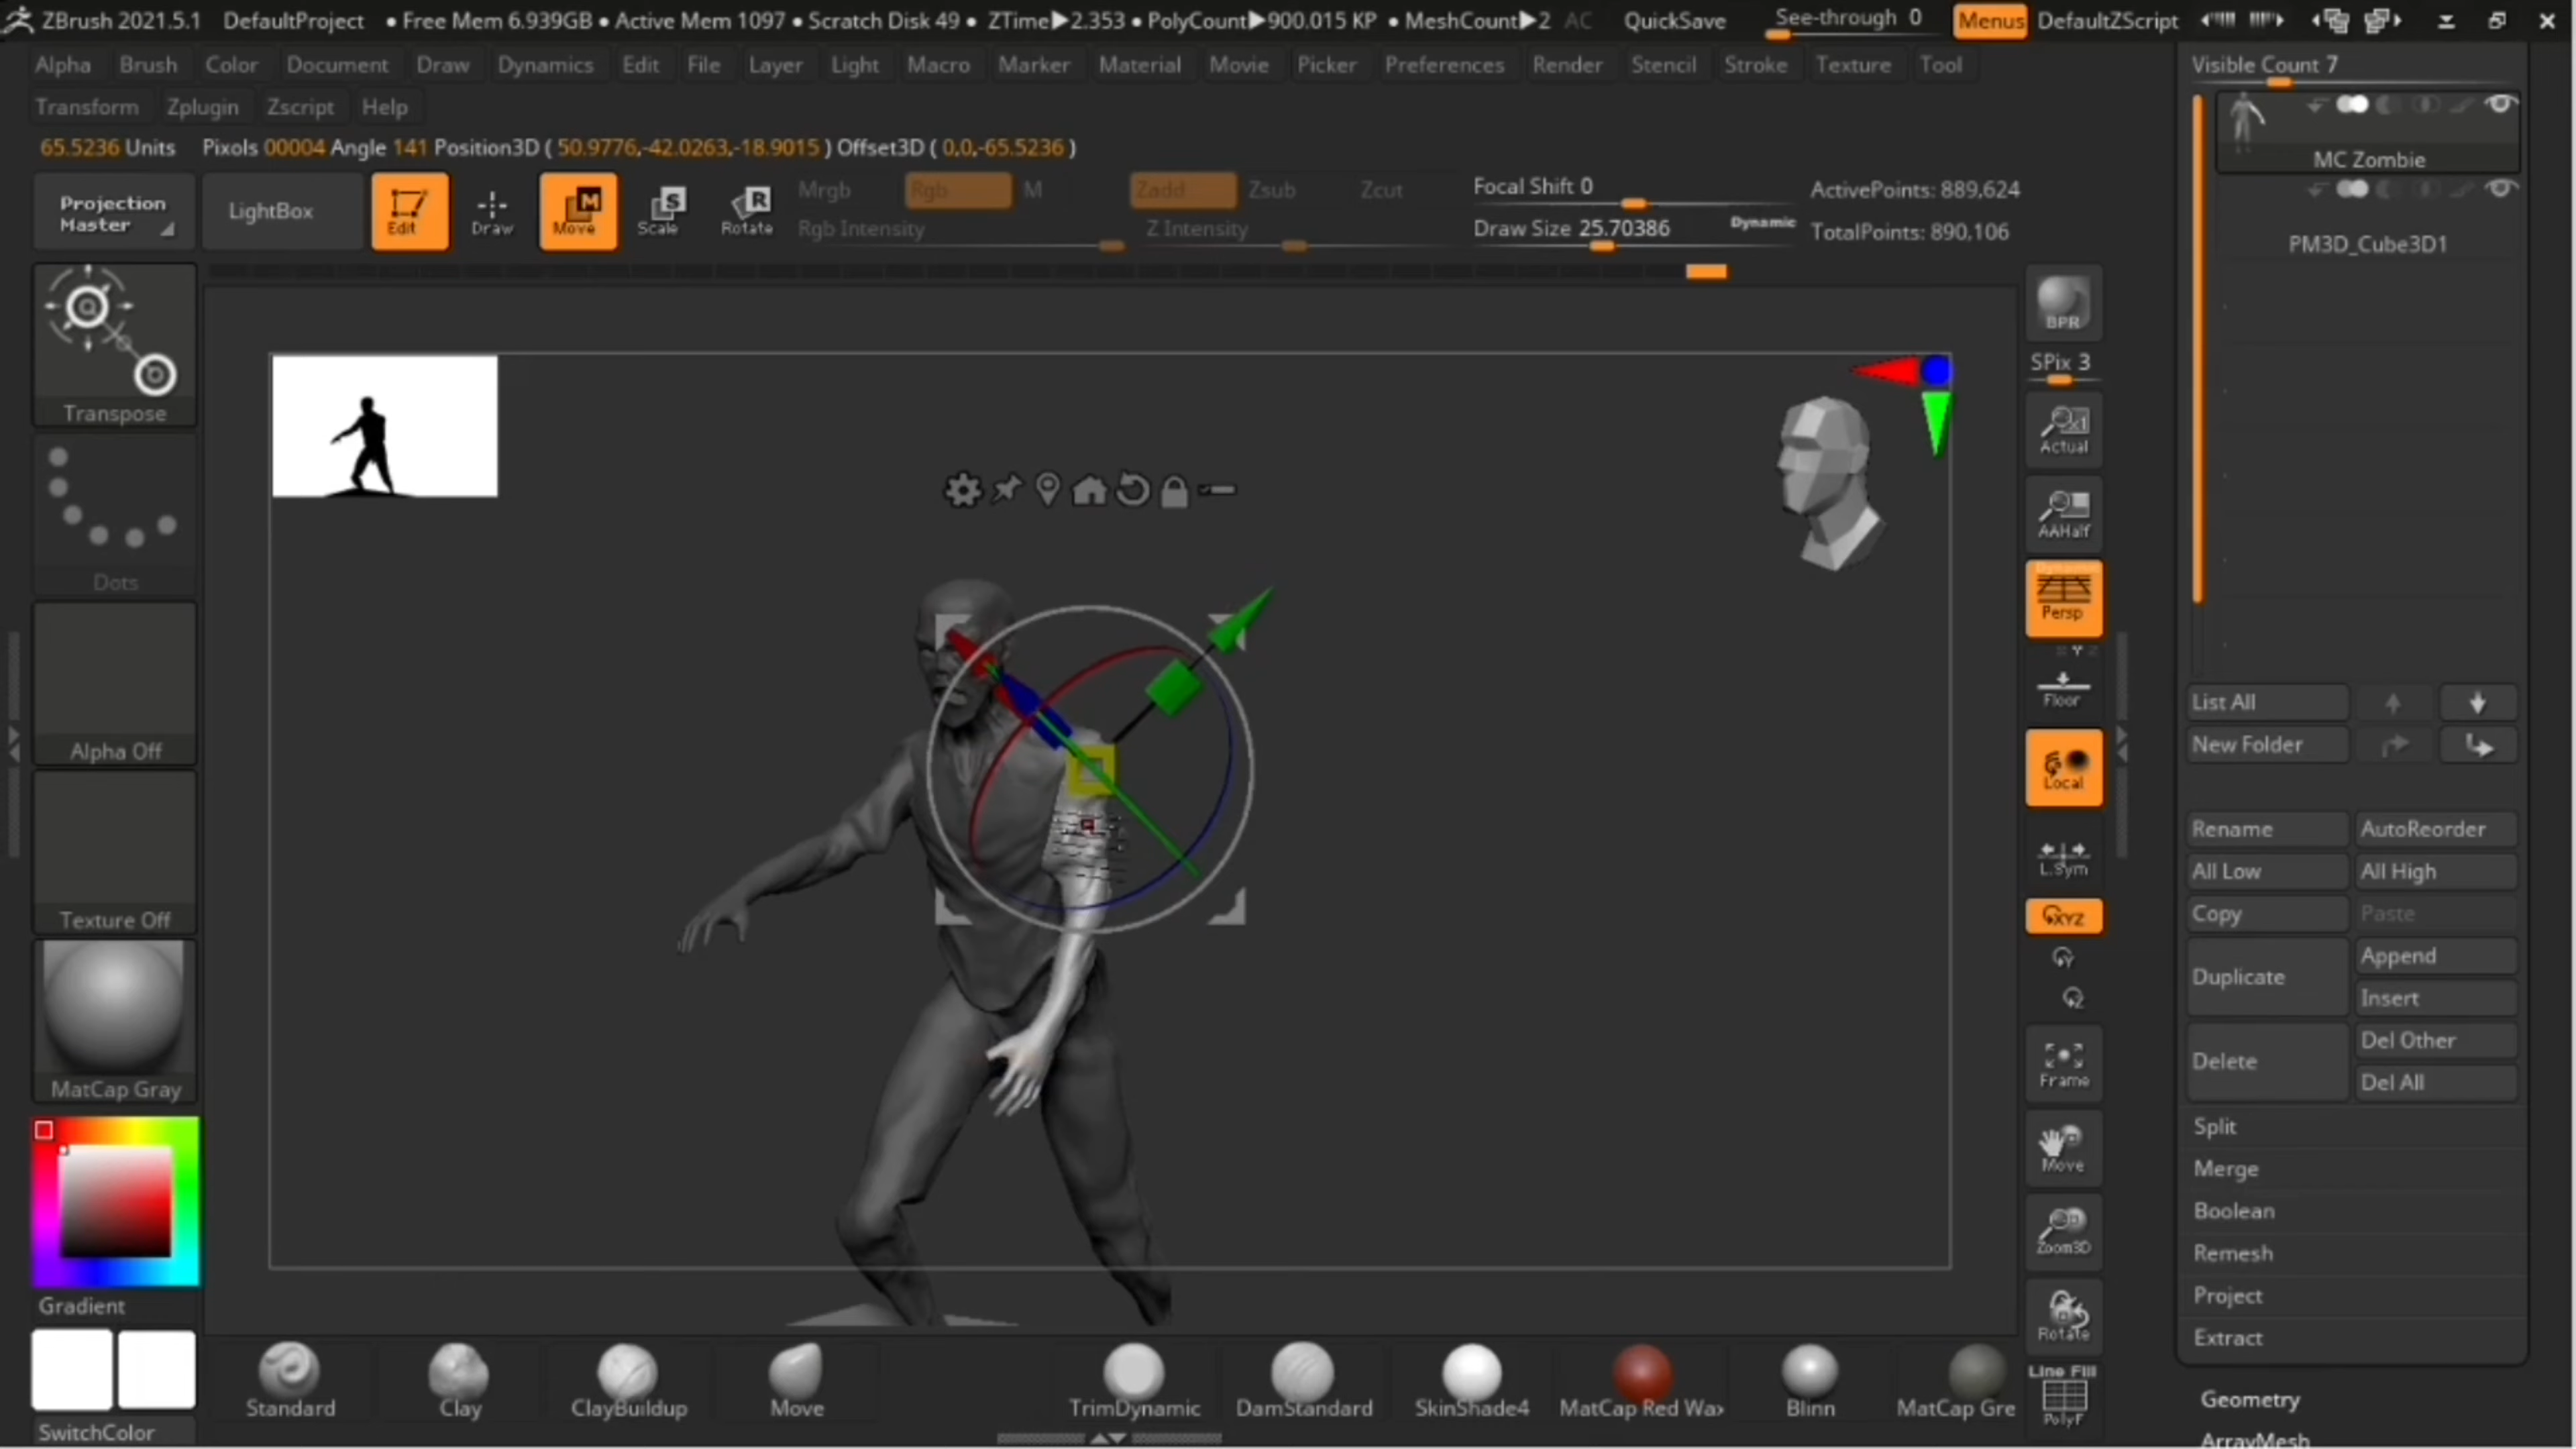 ZBrush 2021.5.1 DefaultProject • Free Mem 6.939GB • Active Mem 1097 • Scratch Disk 49 • ZTime▶2.353 • PolyCount▶900.015 KP • MeshCount▶2 AC QuickSave See-through 0 Menus DefaultZScript
Alpha Brush Color Document Draw Dynamics Edit File Layer Light Macro Marker Material Movie Picker Preferences Render Stencil Stroke Texture Tool
Transform Zplugin Zscript Help
65.5236 Units Pixols 00004 Angle 141 Position3D ( 50.9776,-42.0263,-18.9015 ) Offset3D ( 0,0,-65.5236 )
Projection Master
LightBox
Edit
Draw
M
Move
S
Scale
R
Rotate
Mrgb Rgb M
Rgb Intensity
Zadd Zsub Zcut
Z Intensity
Focal Shift 0
Draw Size 25.70386 Dynamic
ActivePoints: 889,624
TotalPoints: 890,106
Transpose
Dots
Alpha Off
Texture Off
MatCap Gray
Gradient
SwitchColor
Standard
Clay
ClayBuildup
Move
TrimDynamic
DamStandard
SkinShade4
MatCap Red Wax
Blinn
MatCap Gre
BPR
SPix 3
Actual
AAHalf
Persp
Floor
Local
L.Sym
XYZ
Y
Z
Frame
Move
Zoom3D
Rotate
Line Fill
PolyF
Visible Count 7
MC Zombie
PM3D_Cube3D1
List All
New Folder
Rename AutoReorder
All Low All High
Copy Paste
Duplicate Append
Insert
Delete Del Other
Del All
Split
Merge
Boolean
Remesh
Project
Extract
Geometry
ArrayMesh